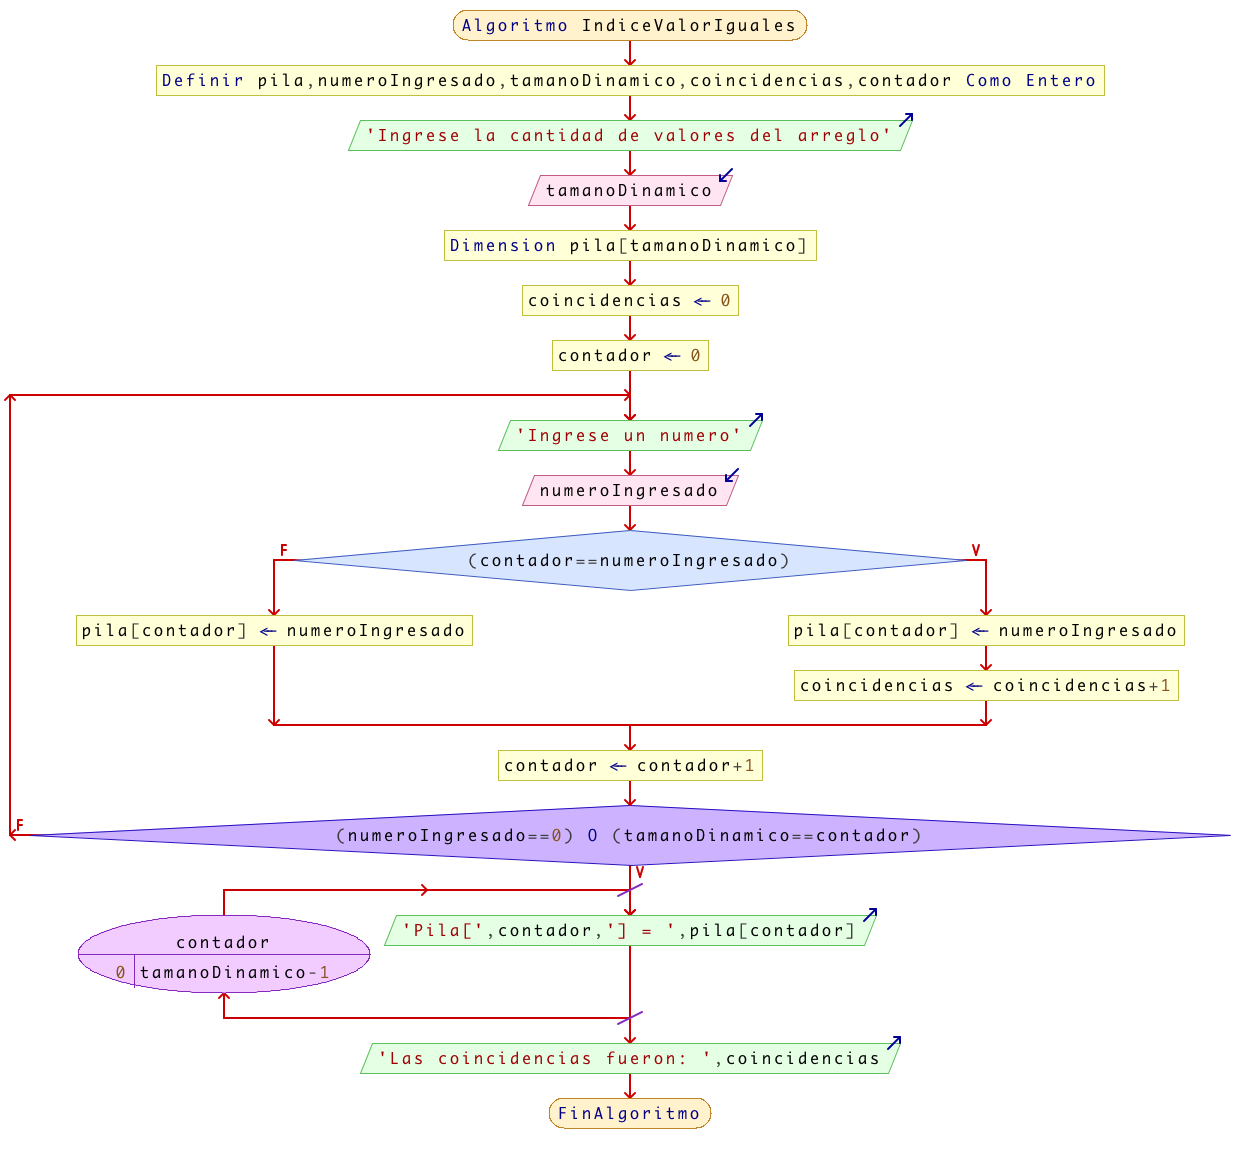 Algoritmo IndiceValorIguales
Definir pila,numeroIngresado,tamanoDinamico,coincidencias,contador Como Entero
'Ingrese la cantidad de valores del arreglo'
tamanoDinamico
Dimension pila[tamanoDinamico]
coincidencias ← 0
contador ← 0
'Ingrese un numero'
numeroIngresado
F
V
(contador==numeroIngresado)
pila[contador] ← numeroIngresado
pila[contador] ← numeroIngresado
coincidencias ← coincidencias+1
contador ← contador+1
F
(numeroIngresado==0) O (tamanoDinamico==contador)
V
'Pila[',contador,'] = ',pila[contador]
contador
0 tamanoDinamico-1
'Las coincidencias fueron: ',coincidencias
FinAlgoritmo